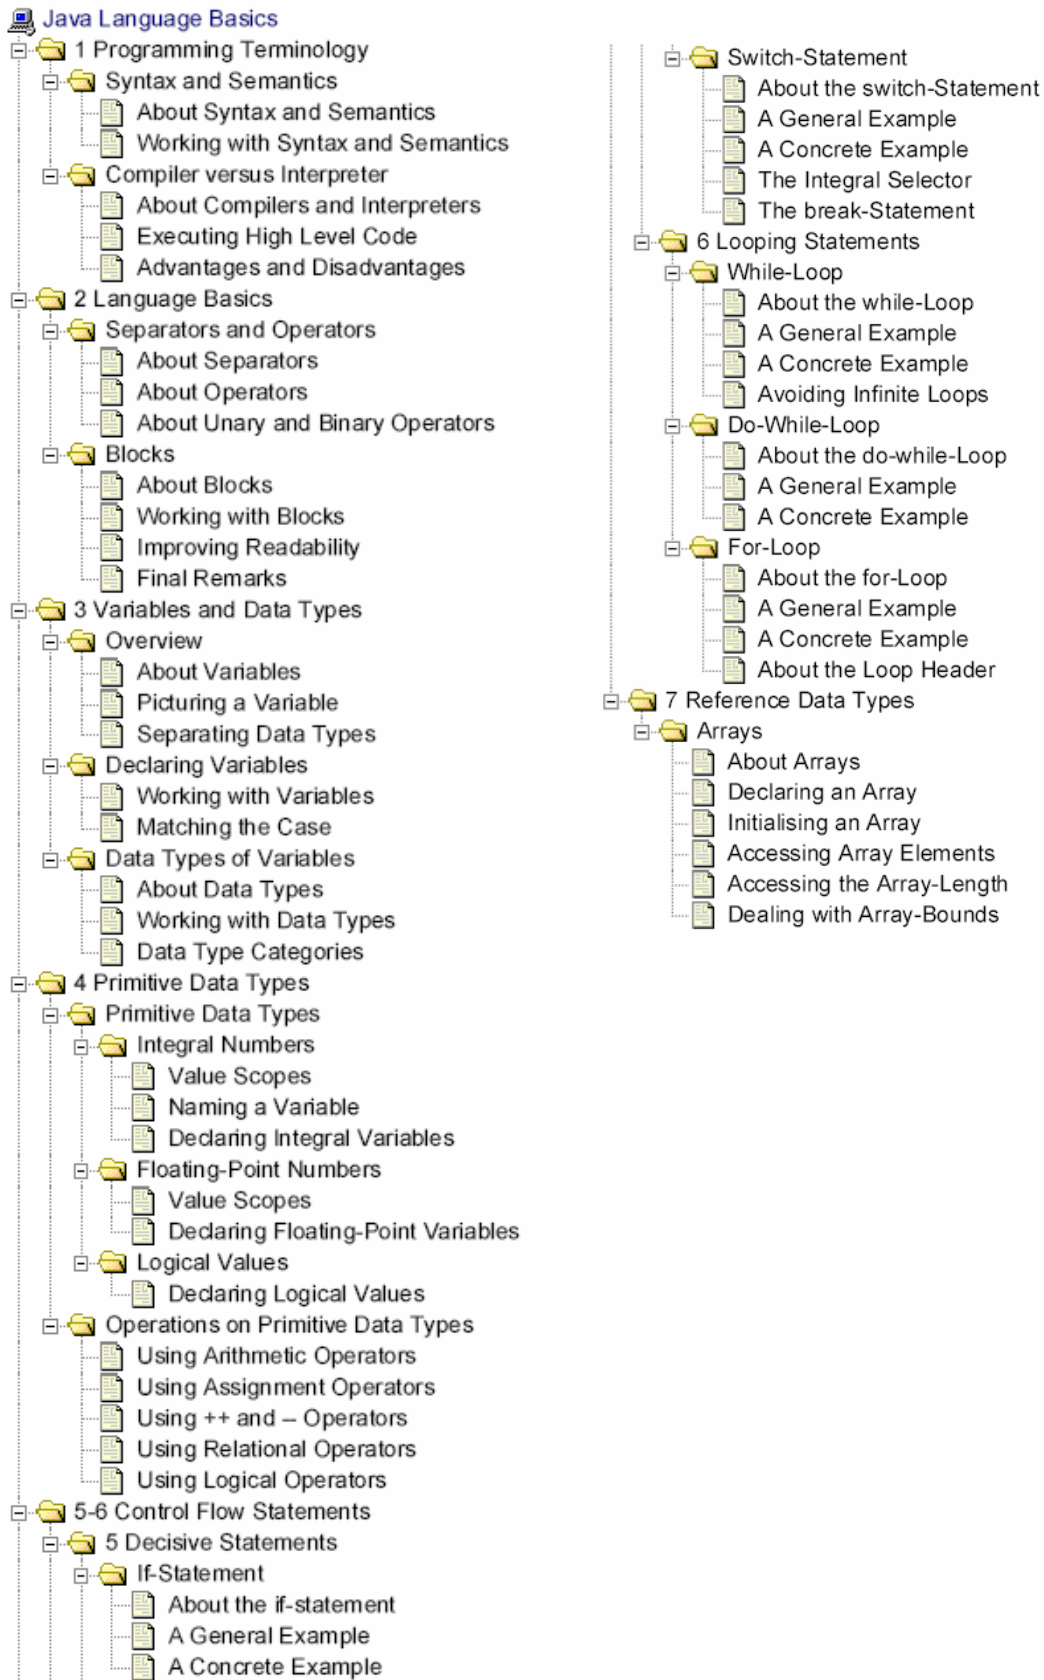 Java Language Basics
1 Programming Terminology
Syntax and Semantics
About Syntax and Semantics
Working with Syntax and Semantics
Compiler versus Interpreter
About Compilers and Interpreters
Executing High Level Code
Advantages and Disadvantages
2 Language Basics
Separators and Operators
About Separators
About Operators
About Unary and Binary Operators
Blocks
About Blocks
Working with Blocks
Improving Readability
Final Remarks
3 Variables and Data Types
Overview
About Variables
Picturing a Variable
Separating Data Types
Declaring Variables
Working with Variables
Matching the Case
Data Types of Variables
About Data Types
Working with Data Types
Data Type Categories
4 Primitive Data Types
Primitive Data Types
Integral Numbers
Value Scopes
Naming a Variable
Declaring Integral Variables
Floating-Point Numbers
Value Scopes
Declaring Floating-Point Variables
Logical Values
Declaring Logical Values
Operations on Primitive Data Types
Using Arithmetic Operators
Using Assignment Operators
Using ++ and -- Operators
Using Relational Operators
Using Logical Operators
5-6 Control Flow Statements
5 Decisive Statements
If-Statement
About the if-statement
A General Example
A Concrete Example
Switch-Statement
About the switch-Statement
A General Example
A Concrete Example
The Integral Selector
The break-Statement
6 Looping Statements
While-Loop
About the while-Loop
A General Example
A Concrete Example
Avoiding Infinite Loops
Do-While-Loop
About the do-while-Loop
A General Example
A Concrete Example
For-Loop
About the for-Loop
A General Example
A Concrete Example
About the Loop Header
7 Reference Data Types
Arrays
About Arrays
Declaring an Array
Initialising an Array
Accessing Array Elements
Accessing the Array-Length
Dealing with Array-Bounds